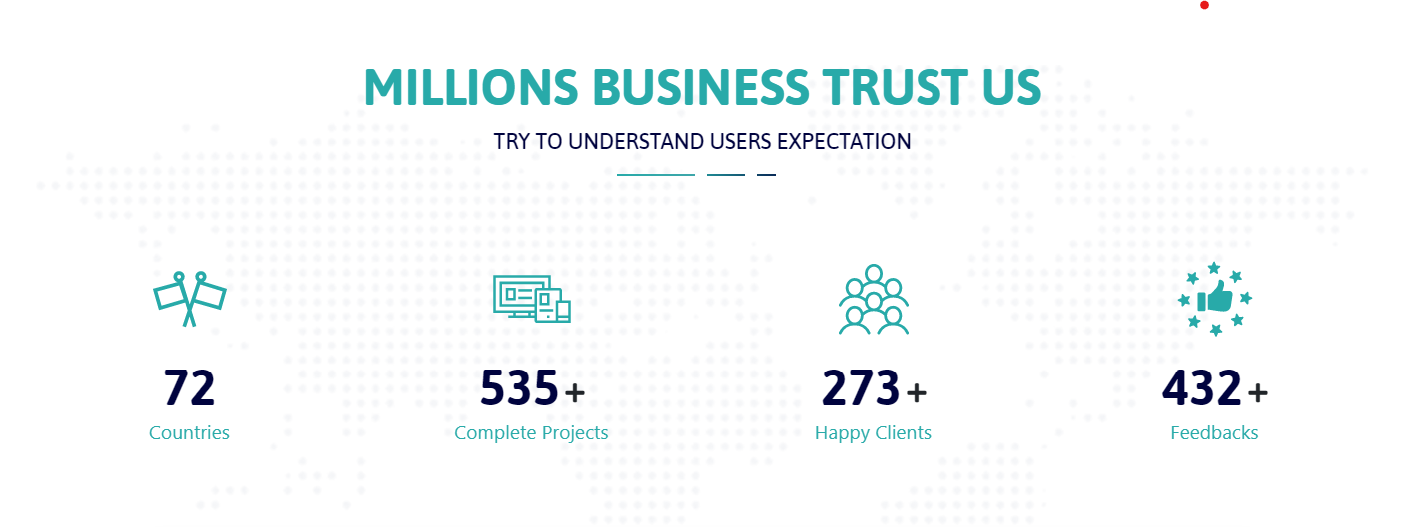 MILLIONS BUSINESS TRUST US
TRY TO UNDERSTAND USERS EXPECTATION
72
Countries
535+
Complete Projects
273+
Happy Clients
432+
Feedbacks